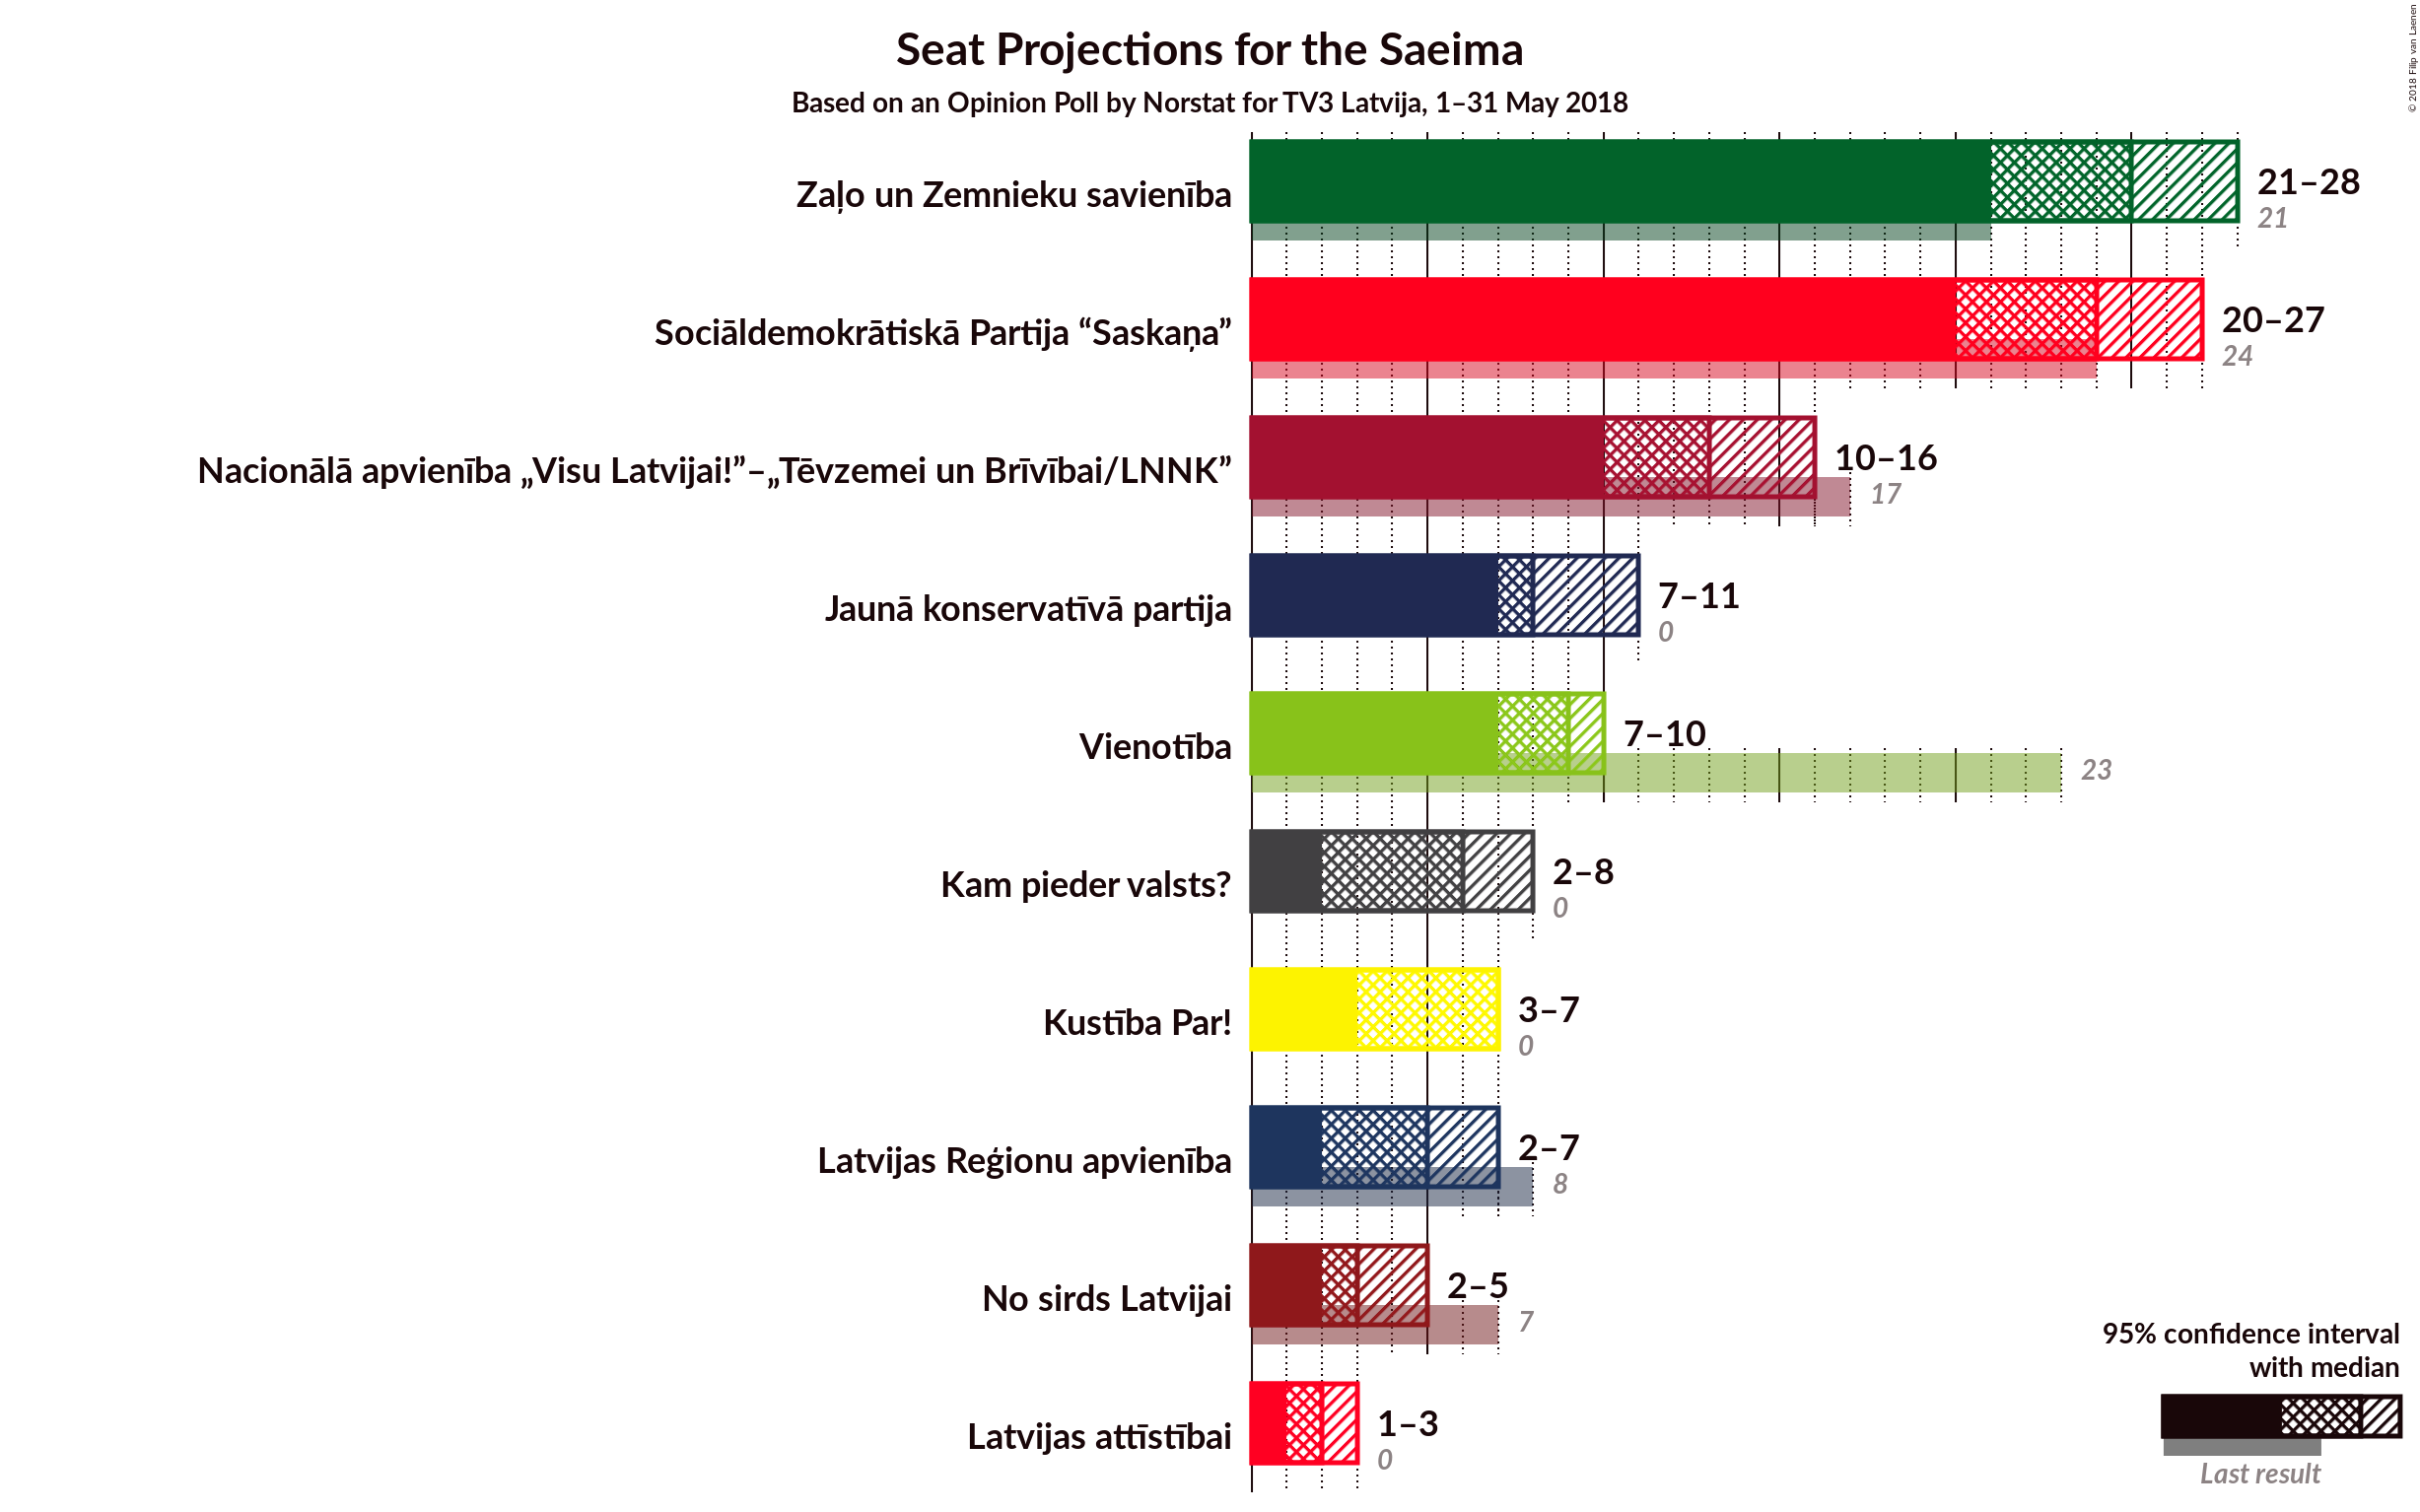 Seat Projections for the Saeima
Based on an Opinion Poll by Norstat for TV3 Latvija, 1–31 May 2018
© 2018 Filip van Laenen
Zaļo un Zemnieku savienība
21–28
21
Sociāldemokrātiskā Partija “Saskaņa”
20–27
24
Nacionālā apvienība „Visu Latvijai!”–„Tēvzemei un Brīvībai/LNNK”
10–16
17
Jaunā konservatīvā partija
7–11
0
Vienotība
7–10
23
Kam pieder valsts?
2–8
0
Kustība Par!
3–7
0
Latvijas Reģionu apvienība
2–7
8
No sirds Latvijai
2–5
7
Latvijas attīstībai
1–3
0
95% confidence interval
with median
Last result